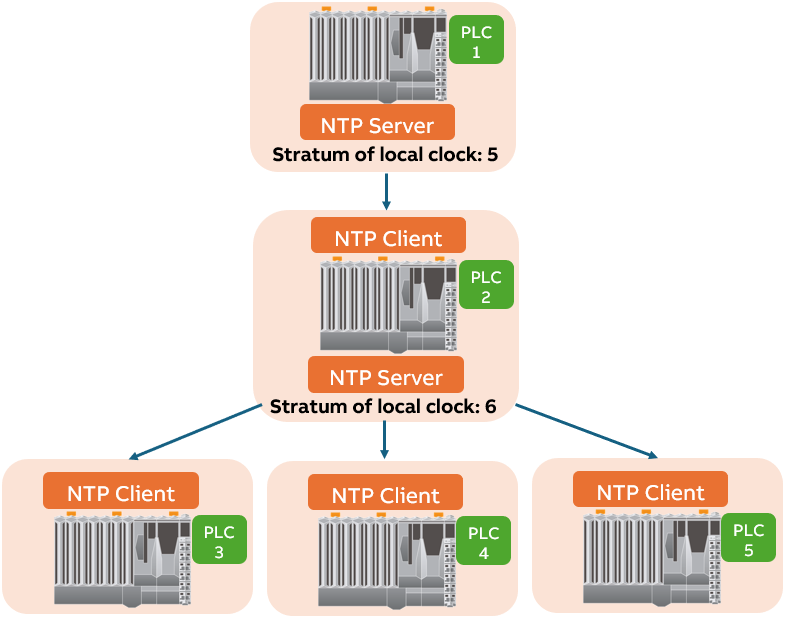 PLC
1
NTP Server
Stratum of local clock: 5
NTP Client
PLC
2
NTP Server
Stratum of local clock: 6
NTP Client
PLC
3
NTP Client
PLC
4
NTP Client
PLC
5